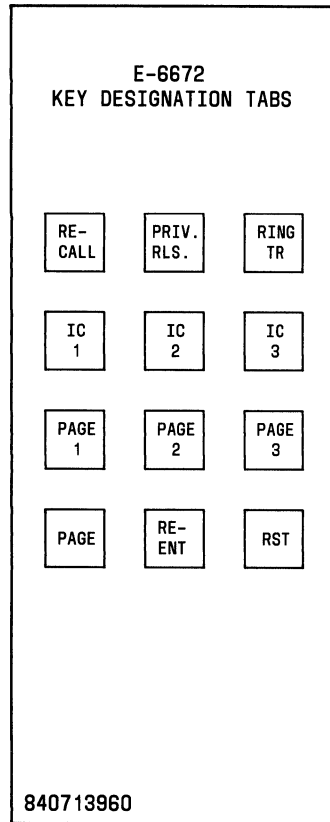 E-6672
KEY DESIGNATION TABS
RE-
CALL
PRIV.
RLS.
RING
TR
IC
1
IC
2
IC
3
PAGE
1
PAGE
2
PAGE
3
PAGE
RE-
ENT
RST
840713960